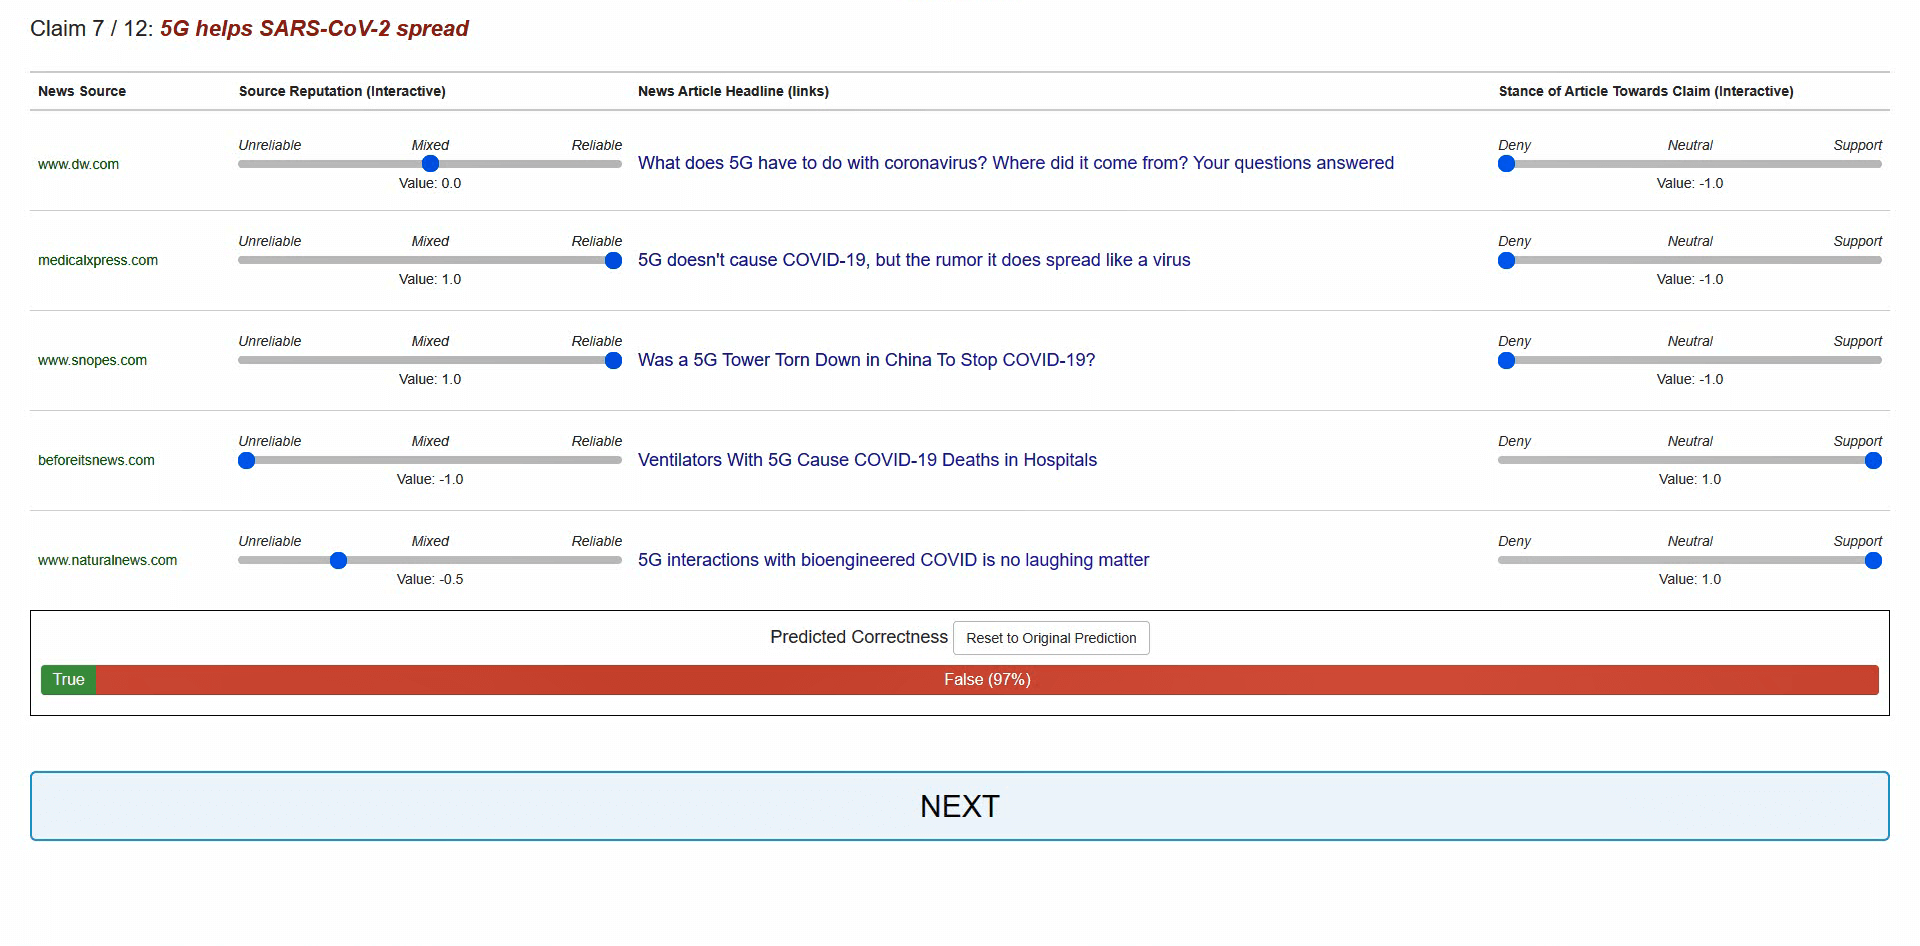 Claim 7 / 12: 5G helps SARS-CoV-2 spread
News Source Source Reputation (Interactive) News Article Headline (links) Stance of Article Towards Claim (Interactive)
Unreliable Mixed Reliable Deny Neutral Support
www.dw.com What does 5G have to do with coronavirus? Where did it come from? Your questions answered
Value: 0.0 Value: -1.0
Unreliable Mixed Reliable Deny Neutral Support
medicalxpress.com 5G doesn't cause COVID-19, but the rumor it does spread like a virus
Value: 1.0 Value: -1.0
Unreliable Mixed Reliable Deny Neutral Support
www.snopes.com Was a 5G Tower Torn Down in China To Stop COVID-19?
Value: 1.0 Value: -1.0
Unreliable Mixed Reliable Deny Neutral Support
beforeitsnews.com Ventilators With 5G Cause COVID-19 Deaths in Hospitals
Value: -1.0 Value: 1.0
Unreliable Mixed Reliable Deny Neutral Support
www.naturalnews.com 5G interactions with bioengineered COVID is no laughing matter
Value: -0.5 Value: 1.0
Predicted Correctness Reset to Original Prediction
True False (97%)
NEXT